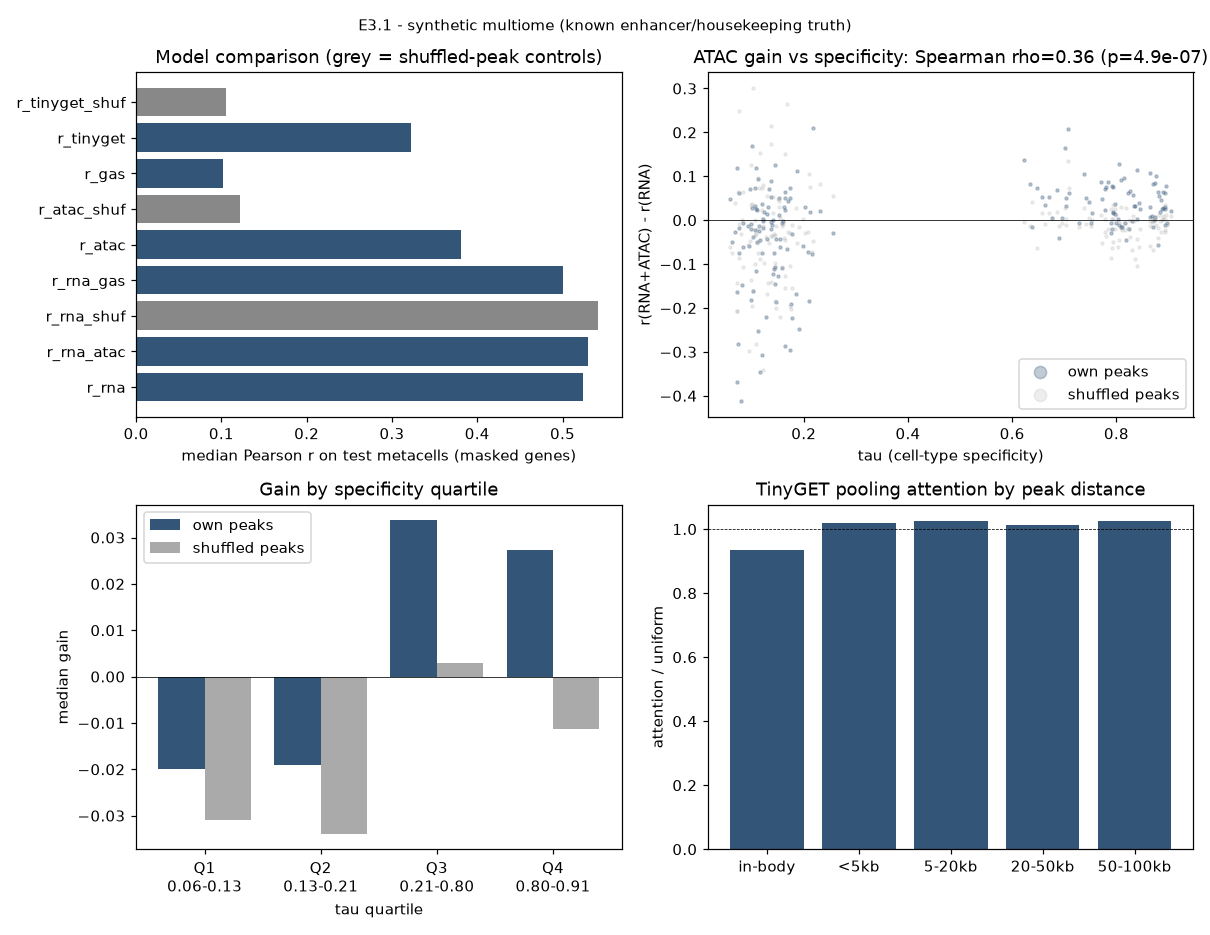 E3.1 - synthetic multiome (known enhancer/housekeeping truth)
Model comparison (grey = shuffled-peak controls)
r_tinyget_shuf
r_tinyget
r_gas
r_atac_shuf
r_atac
r_rna_gas
r_rna_shuf
r_rna_atac
r_rna
0.0 0.1 0.2 0.3 0.4 0.5
median Pearson r on test metacells (masked genes)
ATAC gain vs specificity: Spearman rho=0.36 (p=4.9e-07)
r(RNA+ATAC) - r(RNA)
0.3
0.2
0.1
0.0
−0.1
−0.2
−0.3
−0.4
own peaks
shuffled peaks
0.2 0.4 0.6 0.8
tau (cell-type specificity)
Gain by specificity quartile
own peaks
shuffled peaks
median gain
0.03
0.02
0.01
0.00
−0.01
−0.02
−0.03
Q1 Q2 Q3 Q4
0.06-0.13 0.13-0.21 0.21-0.80 0.80-0.91
tau quartile
TinyGET pooling attention by peak distance
attention / uniform
1.0
0.8
0.6
0.4
0.2
0.0
in-body <5kb 5-20kb 20-50kb 50-100kb